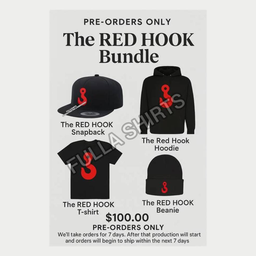 PRE-ORDERS ONLY
The RED HOOK
Bundle
The RED HOOK
Snapback
The Red Hook
Hoodie
FULLA SHIRTS
The RED HOOK
T-shirt
The RED HOOK
Beanie
$100.00
PRE-ORDERS ONLY
We'll take orders for 7 days. After that production will start
and orders will begin to ship within the next 7 days